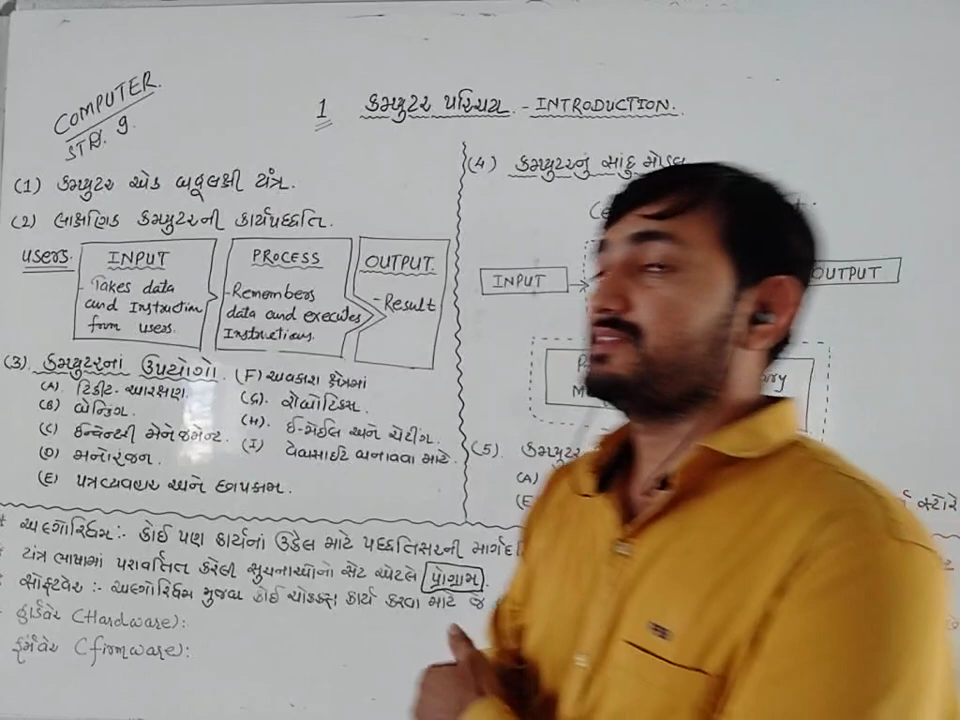 COMPUTER.
STD. 9.
1 કમ્પ્યુટર પરિચય - INTRODUCTION.
(1) કમ્પ્યુટર એક બહુલક્ષી યંત્ર.
(2) લાક્ષણિક કમ્પ્યુટરની કાર્યપદ્ધતિ.
users.
INPUT
- Takes data
and Instruction
from users.
PROCESS
- Remembers
data and executes
Instructions.
OUTPUT.
- Result
(3). કમ્પ્યુટરનાં ઉપયોગો.
(A) ટિકીટ આરક્ષણ.
(B) બેન્કિંગ.
(C) ઈન્વેન્ટરી મેનેજમેન્ટ.
(D) મનોરંજન.
(E) પત્રવ્યવહાર અને છાપકામ.
(F) અવકાશ ક્ષેત્રમાં
(G). રોબોટિક્સ.
(H). ઈ-મેઈલ અને ચેટીંગ.
(I) વેબસાઈટ બનાવવા માટે.
(4) કમ્પ્યુટરનું સાદું મોડલ
INPUT
OUTPUT
(5). કમ્પ્યુટર
(A)
(E
* અલ્ગોરિધમ :- કોઈ પણ કાર્યનાં ઉકેલ માટે પદ્ધતિસરની
યંત્ર ભાષામાં પરાવર્તિત કરેલી સુચનાઓનો સેટ એટલે પ્રોગ્રામ.
સોફ્ટવેર :- અલ્ગોરિધમ મુજબ કોઈ ચોક્કસ કાર્ય કરવા માટે જ
હાર્ડવેર (Hardware):
ફર્મવેર (firmware):